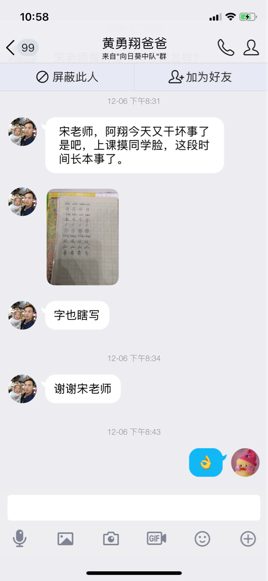 10:58
99
黄勇翔爸爸
来自"向日葵中队"群
屏蔽此人
加为好友
12-06 下午8:31
宋老师，阿翔今天又干坏事了
是吧，上课摸同学脸，这段时
间长本事了。
字也瞎写
12-06 下午8:34
谢谢宋老师
12-06 下午8:43
GIF